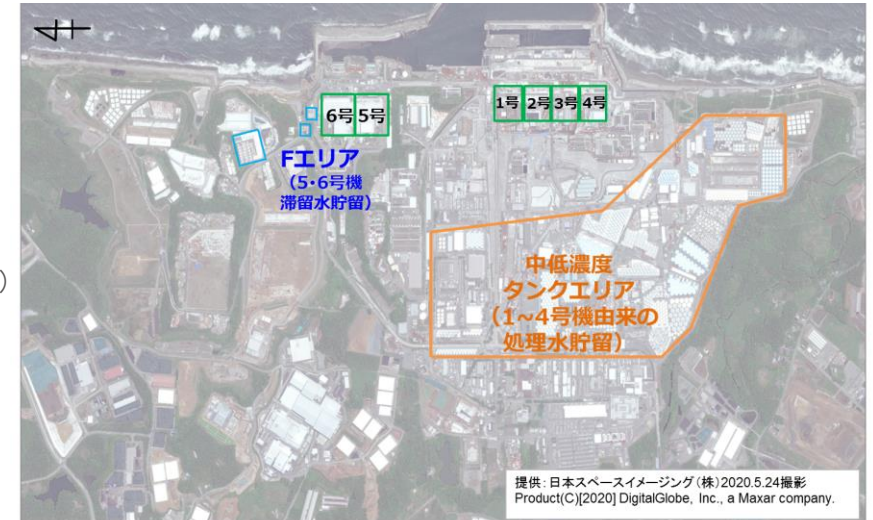 6号 5号
1号 2号 3号 4号
Fエリア
（5・6号機
滞留水貯留）
中低濃度
タンクエリア
（1～4号機由来の
処理水貯留）
)
提供：日本スペースイメージング（株）2020.5.24撮影
Product(C)[2020] DigitalGlobe, Inc., a Maxar company.